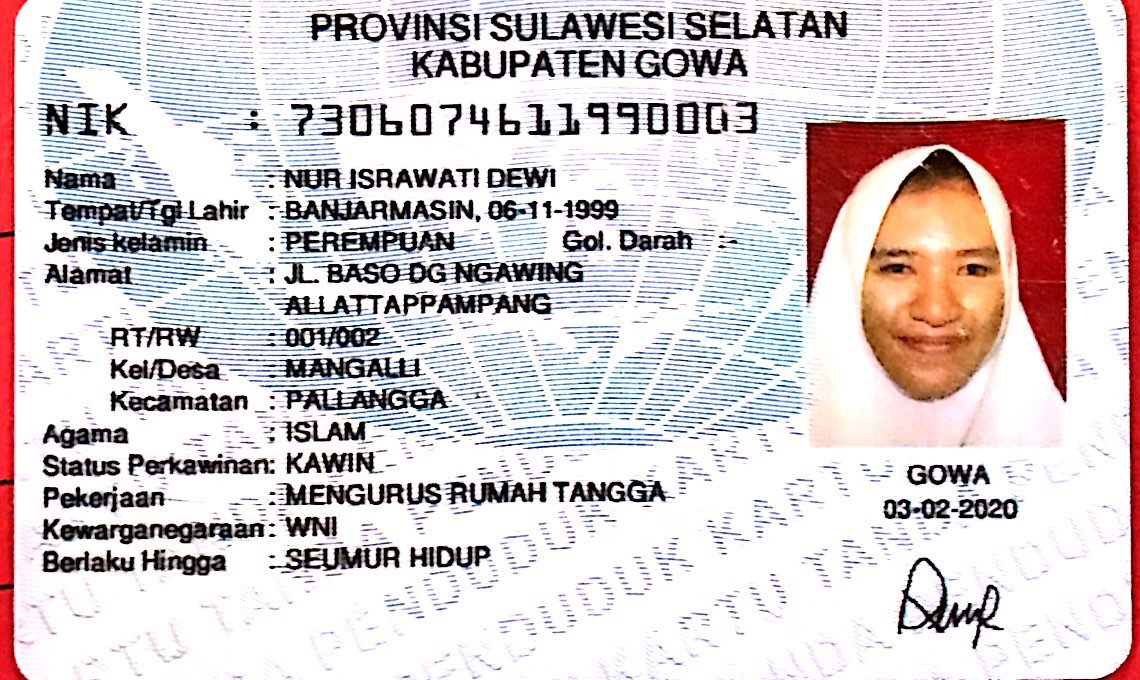 PROVINSI SULAWESI SELATAN
KABUPATEN GOWA
NIK : 7306074611990003
Nama : NUR ISRAWATI DEWI
Tempat/Tgl Lahir : BANJARMASIN, 06-11-1999
Jenis kelamin : PEREMPUAN Gol. Darah :-
Alamat : JL. BASO DG NGAWING
ALLATTAPPAMPANG
RT/RW : 001/002
Kel/Desa : MANGALLI
Kecamatan : PALLANGGA
Agama : ISLAM
Status Perkawinan: KAWIN
Pekerjaan : MENGURUS RUMAH TANGGA
Kewarganegaraan: WNI
Berlaku Hingga : SEUMUR HIDUP
GOWA
03-02-2020